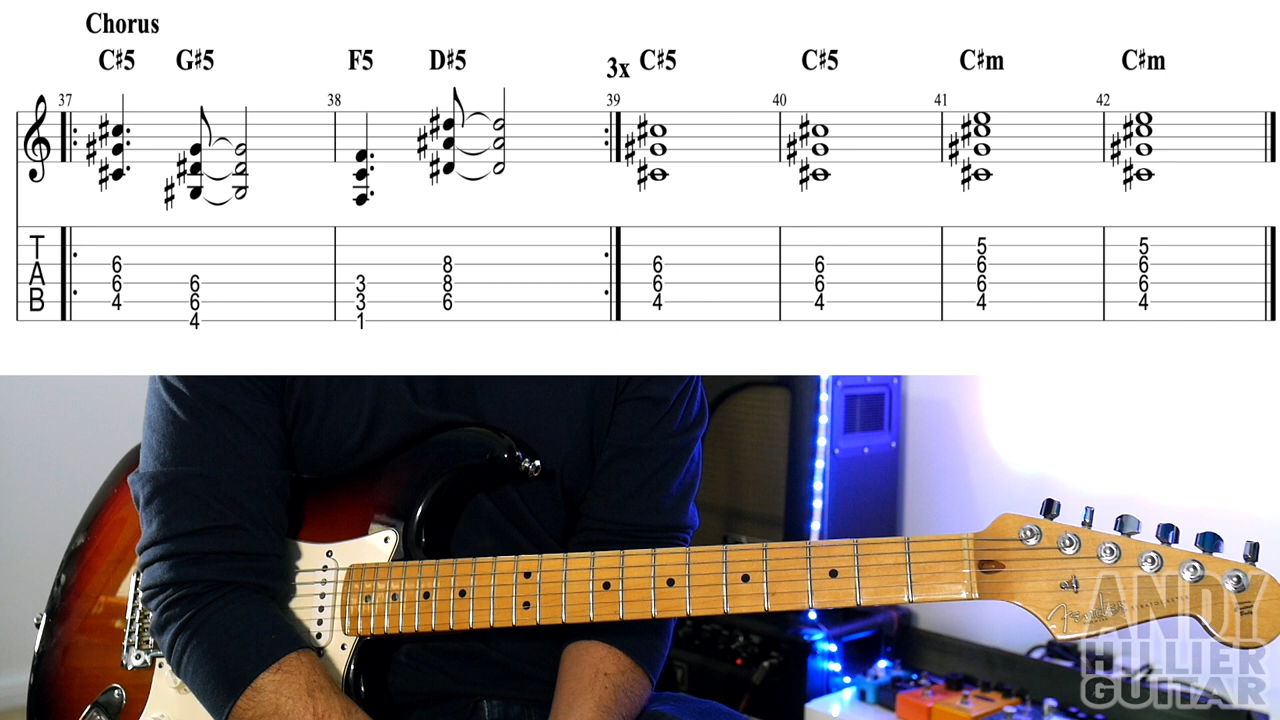 Chorus
C♯5 G♯5 F5 D♯5 3x C♯5 C♯5 C♯m C♯m
37 38 39 40 41 42
T
A
B
5 5
6 8 6 6 6 6
6 6 3 8 6 6 6 6
4 6 3 6 4 4 4 4
4 1
Fender
ANDY
HILLIER
GUITAR